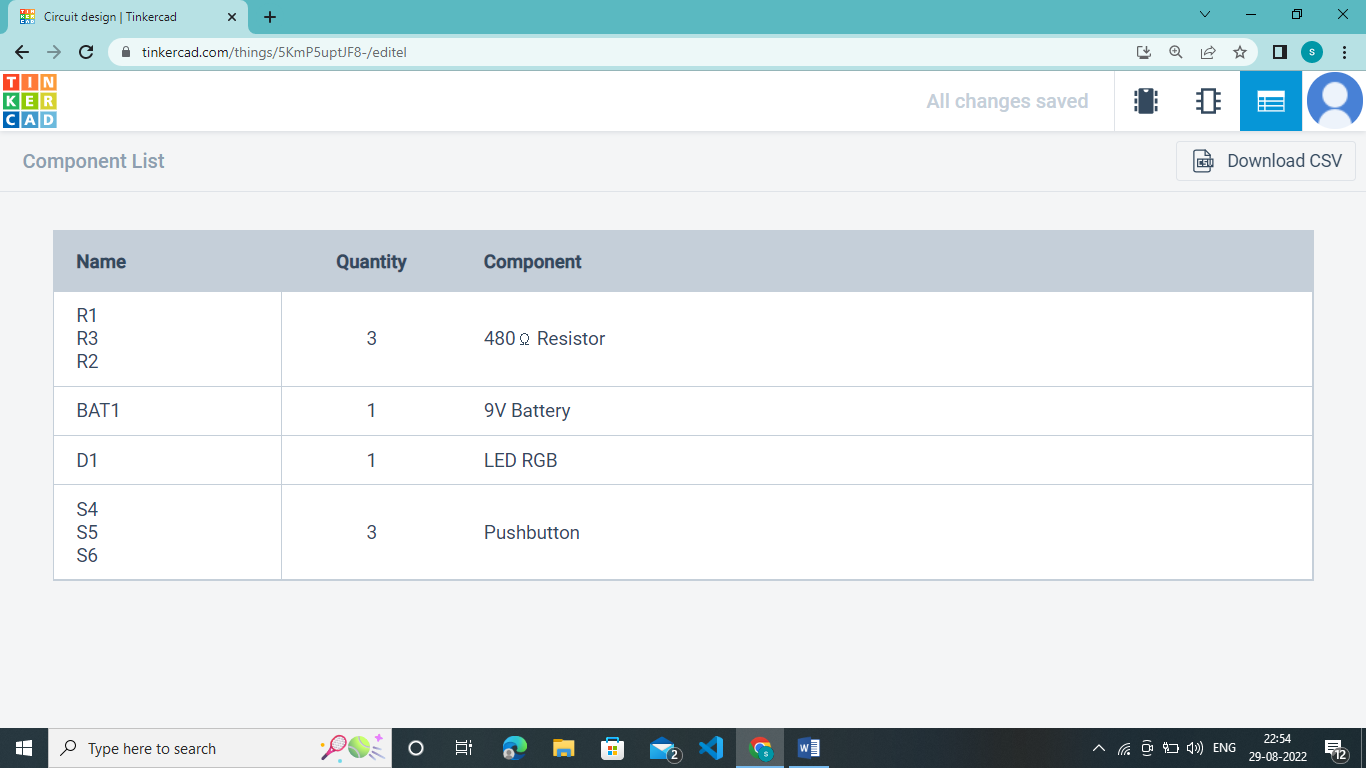 Circuit design | Tinkercad
tinkercad.com/things/5KmP5uptJF8-/editel
S
TIN
KER
CAD
All changes saved
Component List
CSV
Download CSV
Name Quantity Component
R1
R3
R2
3
480 Ω Resistor
BAT1 1 9V Battery
D1 1 LED RGB
S4
S5
S6
3
Pushbutton
Type here to search
2
S
W
ENG
22:54
29-08-2022
12